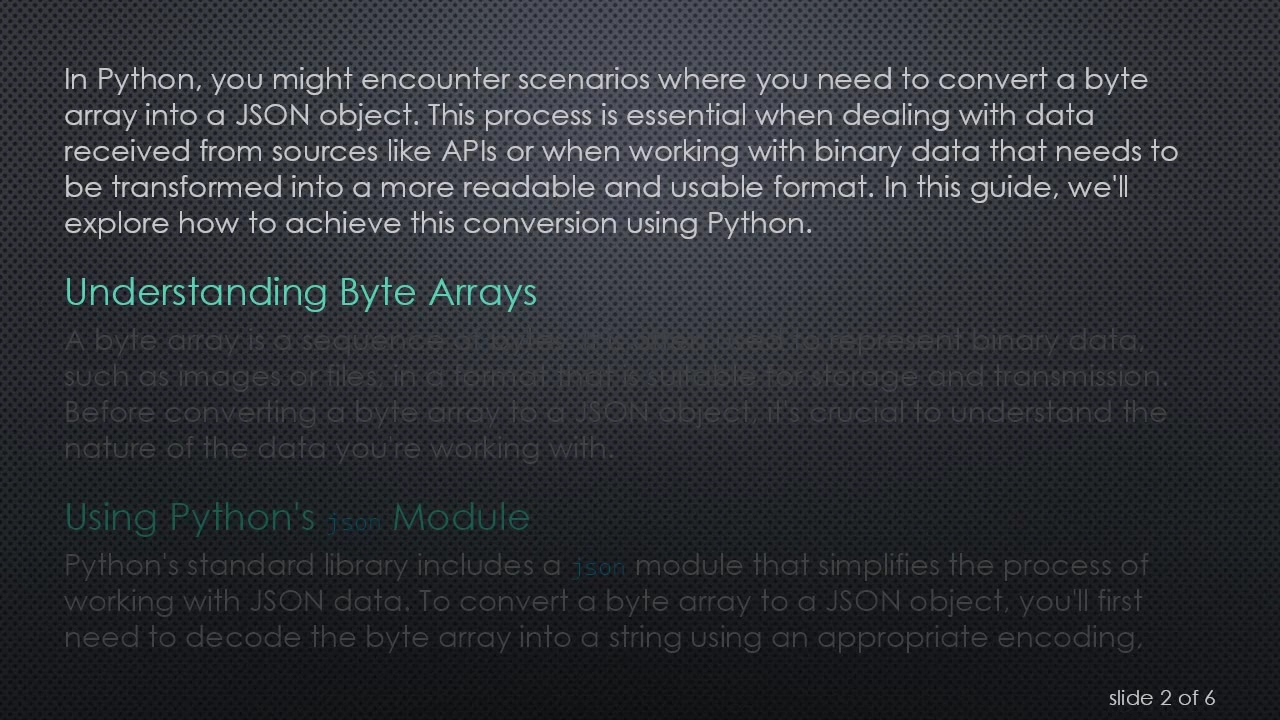 In Python, you might encounter scenarios where you need to convert a byte
array into a JSON object. This process is essential when dealing with data
received from sources like APIs or when working with binary data that needs to
be transformed into a more readable and usable format. In this guide, we'll
explore how to achieve this conversion using Python.
Understanding Byte Arrays
A byte array is a sequence of bytes. It's often used to represent binary data,
such as images or files, in a format that is suitable for storage and transmission.
Before converting a byte array to a JSON object, it's crucial to understand the
nature of the data you're working with.
Using Python's json Module
Python's standard library includes a json module that simplifies the process of
working with JSON data. To convert a byte array to a JSON object, you'll first
need to decode the byte array into a string using an appropriate encoding,
slide 2 of 6